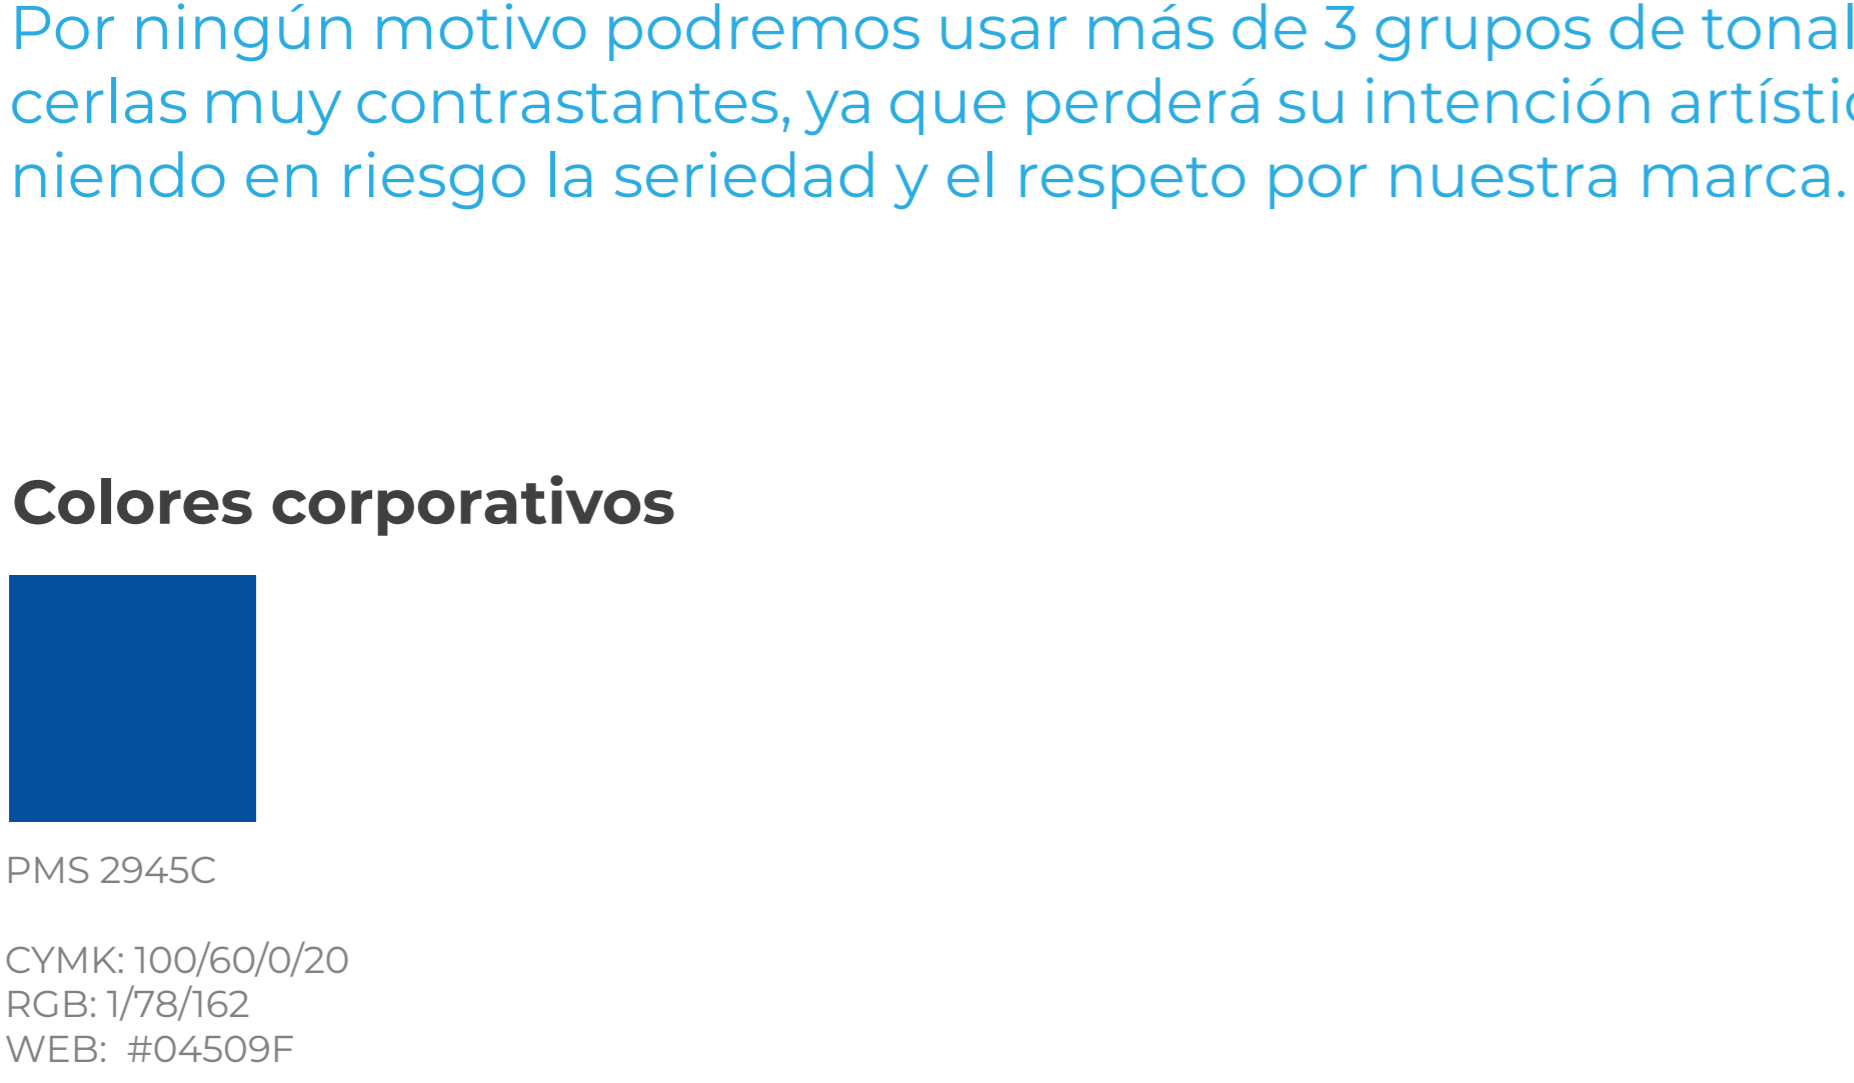 Por ningún motivo podremos usar más de 3 grupos de tonal
cerlas muy contrastantes, ya que perderá su intención artístic
niendo en riesgo la seriedad y el respeto por nuestra marca.
Colores corporativos
PMS 2945C
CYMK: 100/60/0/20
RGB: 1/78/162
WEB: #04509F